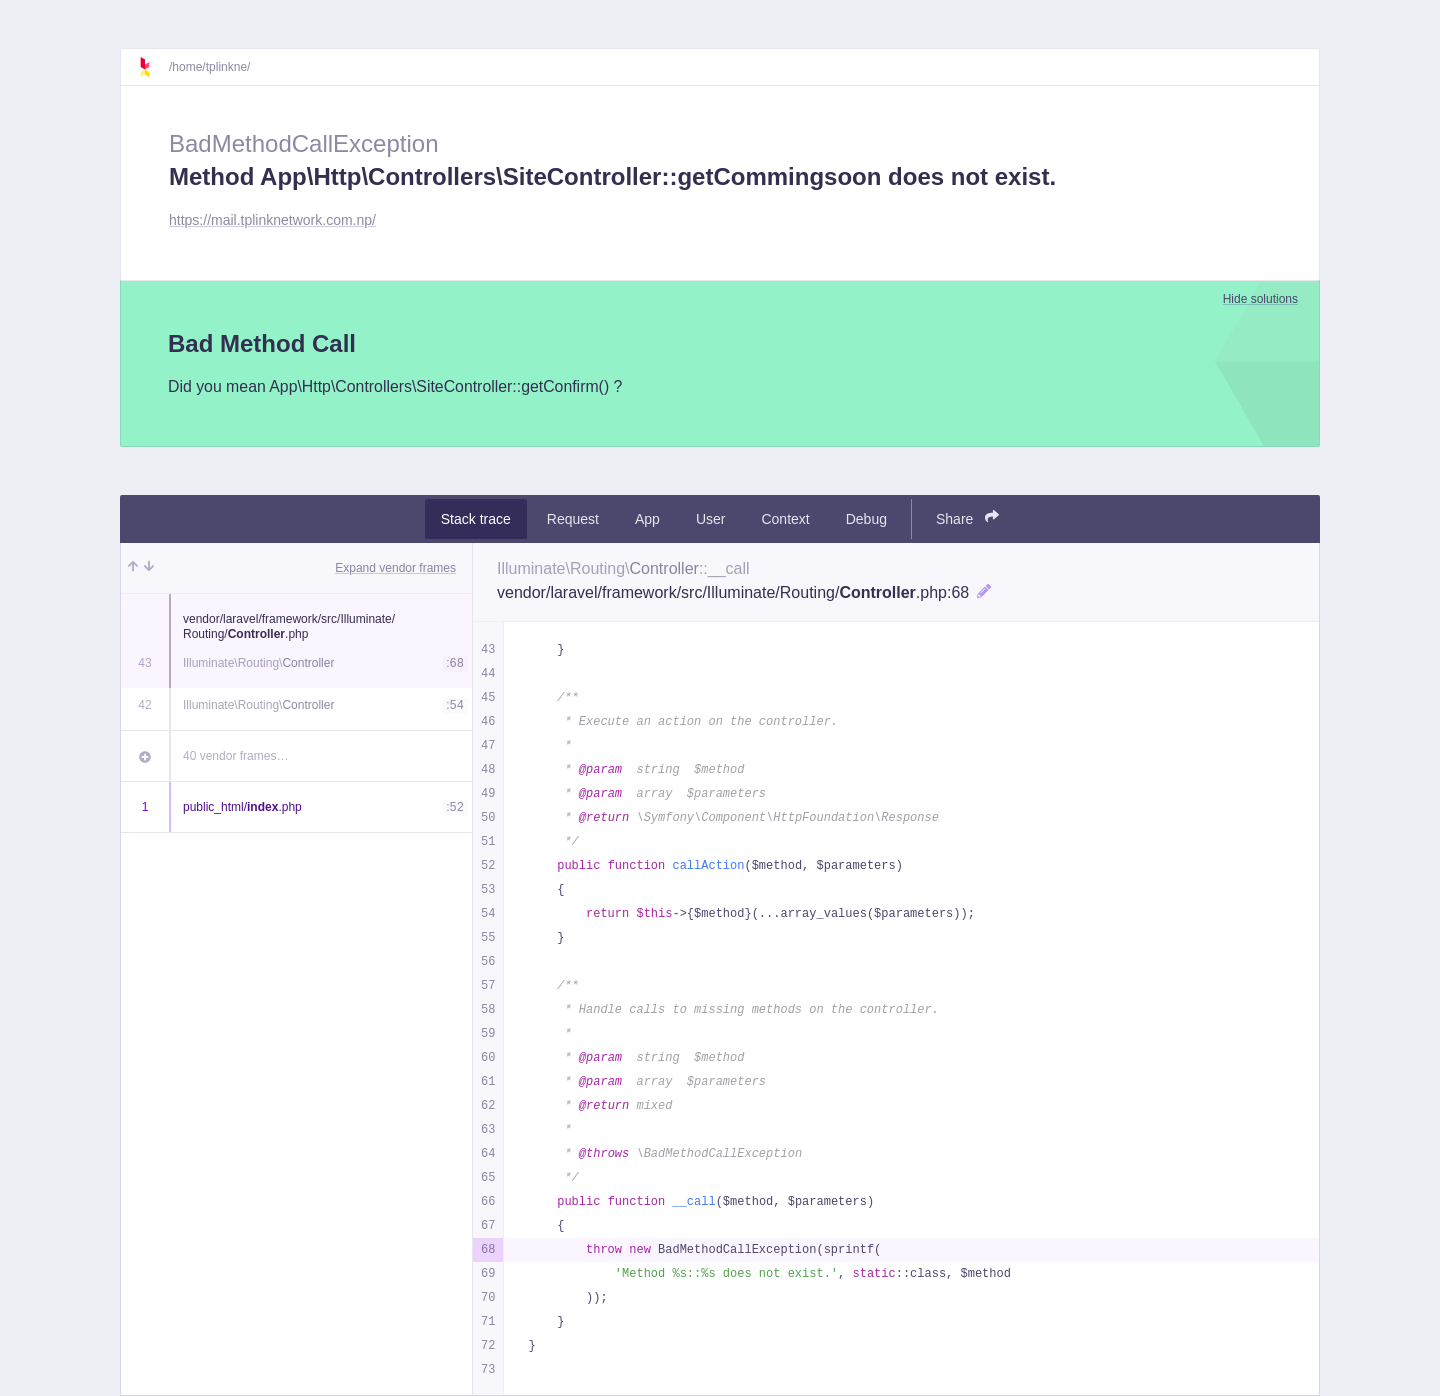 /home/tplinkne/
BadMethodCallException
Method App\Http\Controllers\SiteController::getCommingsoon does not exist.
https://mail.tplinknetwork.com.np/
Hide solutions
Bad Method Call
Did you mean App\Http\Controllers\SiteController::getConfirm() ?
Stack trace Request App User Context Debug Share
Expand vendor frames
vendor/laravel/framework/src/Illuminate/
Routing/Controller.php
43 Illuminate\Routing\Controller :68
42 Illuminate\Routing\Controller :54
40 vendor frames…
1 public_html/index.php :52
Illuminate\Routing\Controller::__call
vendor/laravel/framework/src/Illuminate/Routing/Controller.php:68
43     }
44
45     /**
46      * Execute an action on the controller.
47      *
48      * @param  string  $method
49      * @param  array  $parameters
50      * @return \Symfony\Component\HttpFoundation\Response
51      */
52     public function callAction($method, $parameters)
53     {
54         return $this->{$method}(...array_values($parameters));
55     }
56
57     /**
58      * Handle calls to missing methods on the controller.
59      *
60      * @param  string  $method
61      * @param  array  $parameters
62      * @return mixed
63      *
64      * @throws \BadMethodCallException
65      */
66     public function __call($method, $parameters)
67     {
68         throw new BadMethodCallException(sprintf(
69             'Method %s::%s does not exist.', static::class, $method
70         ));
71     }
72 }
73